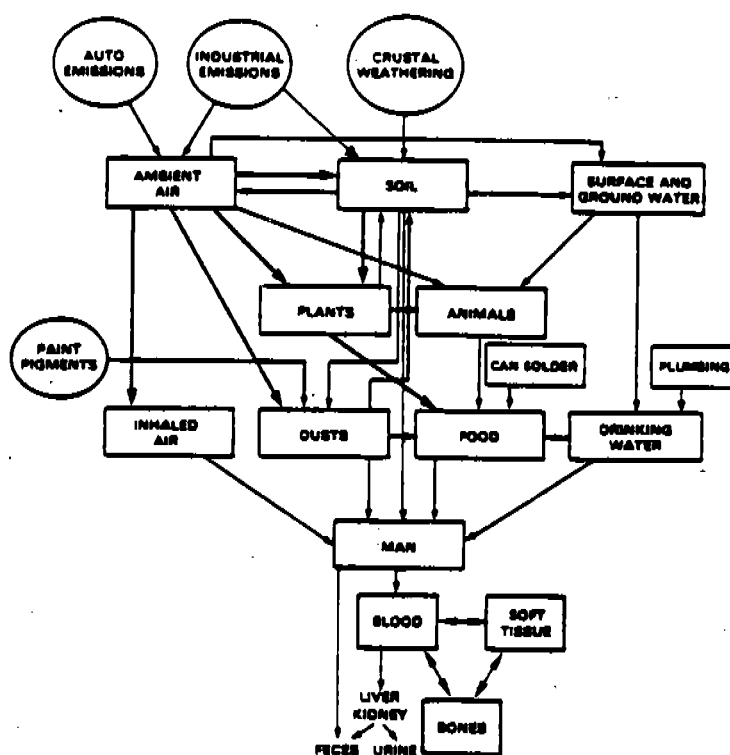 AUTO
EMISSIONS
INDUSTRIAL
EMISSIONS
CRUSTAL
WEATHERING
AMBIENT
AIR
SOIL
SURFACE AND
GROUND WATER
PLANTS
ANIMALS
PAINT
PIGMENTS
CAN SOLDER
PLUMBING
INHALED
AIR
DUSTS
FOOD
DRINKING
WATER
MAN
BLOOD
SOFT
TISSUE
LIVER
KIDNEY
BONES
FECES
URINE